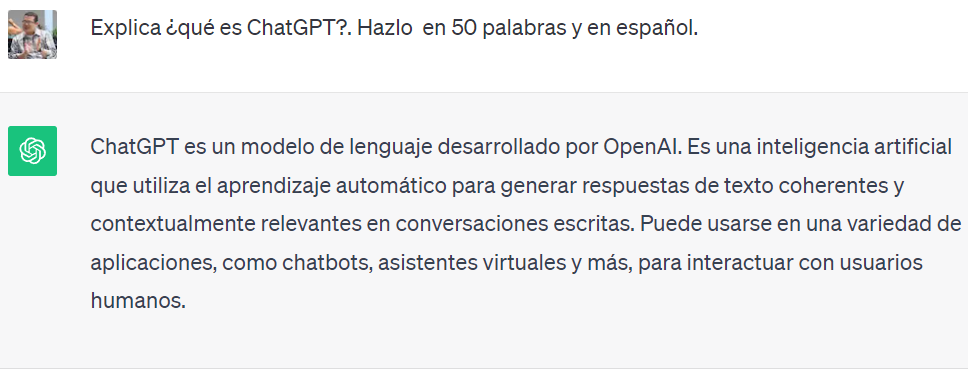 Explica ¿qué es ChatGPT?. Hazlo  en 50 palabras y en español.
ChatGPT es un modelo de lenguaje desarrollado por OpenAI. Es una inteligencia artificial
que utiliza el aprendizaje automático para generar respuestas de texto coherentes y
contextualmente relevantes en conversaciones escritas. Puede usarse en una variedad de
aplicaciones, como chatbots, asistentes virtuales y más, para interactuar con usuarios
humanos.